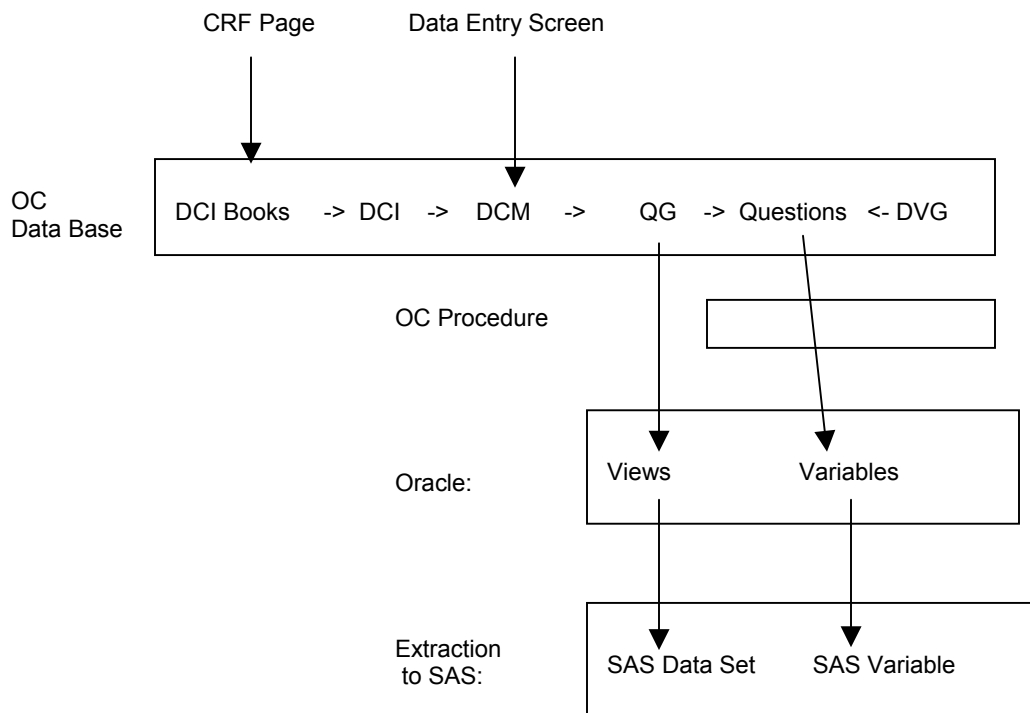 CRF Page Data Entry Screen
OC
Data Base
DCI Books -> DCI -> DCM -> QG -> Questions <- DVG
OC Procedure
Oracle:
Views Variables
Extraction
to SAS:
SAS Data Set SAS Variable